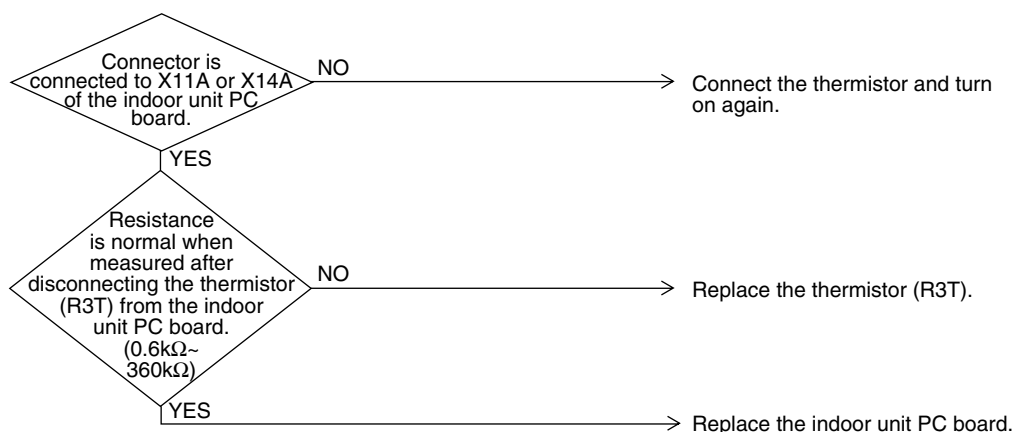 Connector is
connected to X11A or X14A
of the indoor unit PC
board.
NO
Connect the thermistor and turn
on again.
YES
Resistance
is normal when
measured after
disconnecting the thermistor
(R3T) from the indoor
unit PC board.
(0.6kΩ~
360kΩ)
NO
Replace the thermistor (R3T).
YES
Replace the indoor unit PC board.